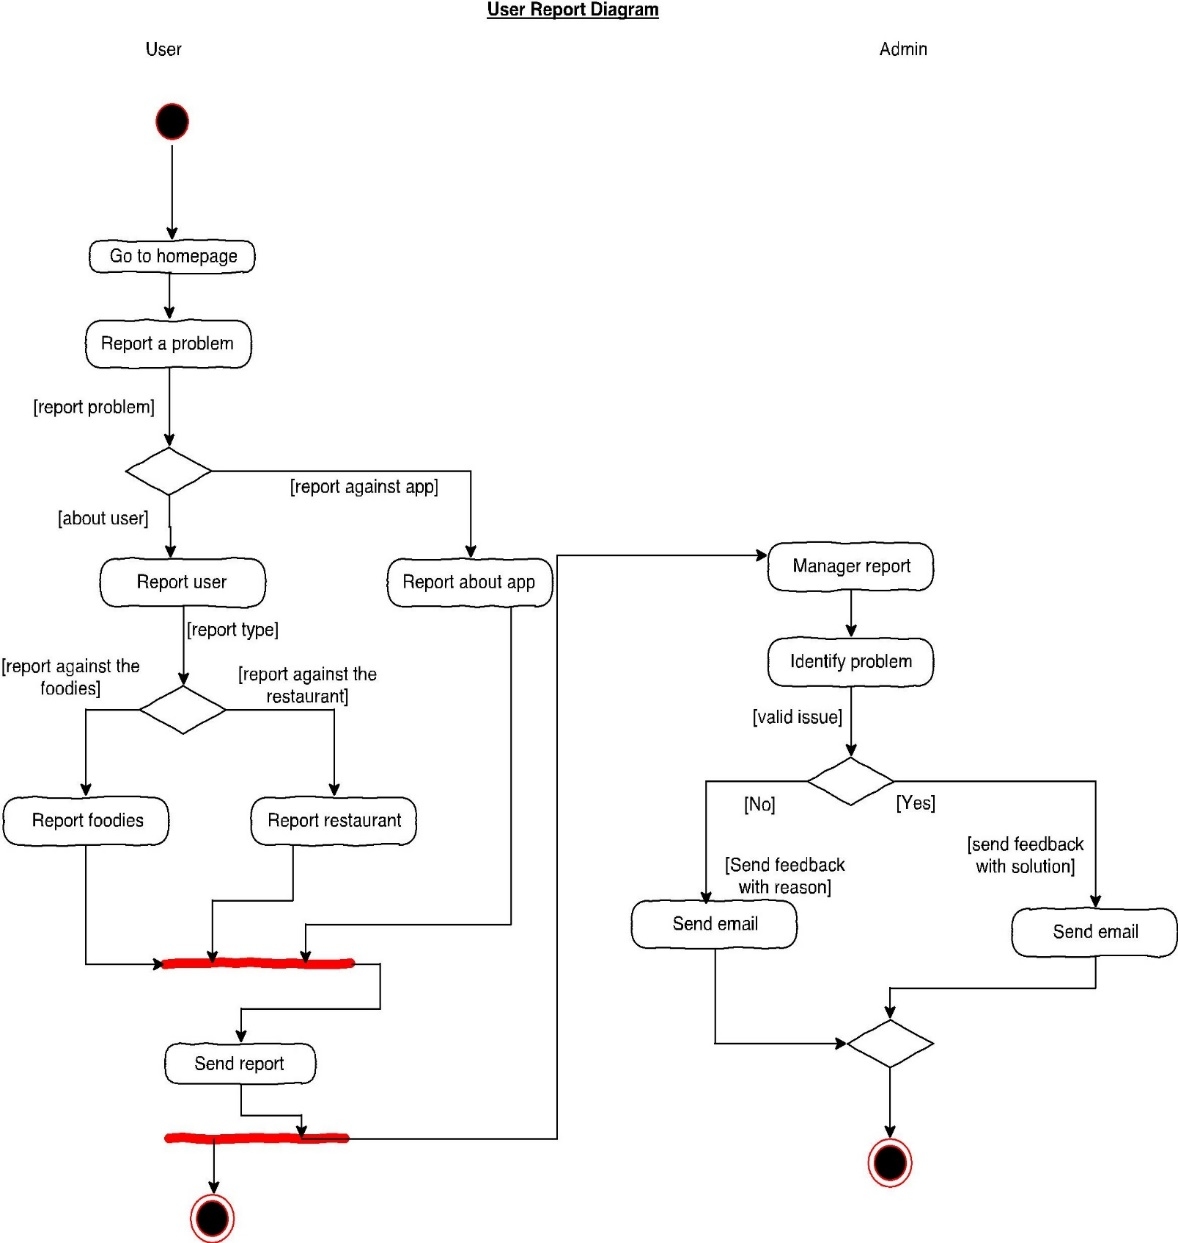 User Report Diagram
User
Admin
Go to homepage
Report a problem
[report problem]
[report against app]
[about user]
Report user
Report about app
Manager report
[report type]
[report against the
foodies]
[report against the
restaurant]
Identify problem
[valid issue]
[No]
[Yes]
Report foodies
Report restaurant
[Send feedback
with reason]
[send feedback
with solution]
Send email
Send email
Send report